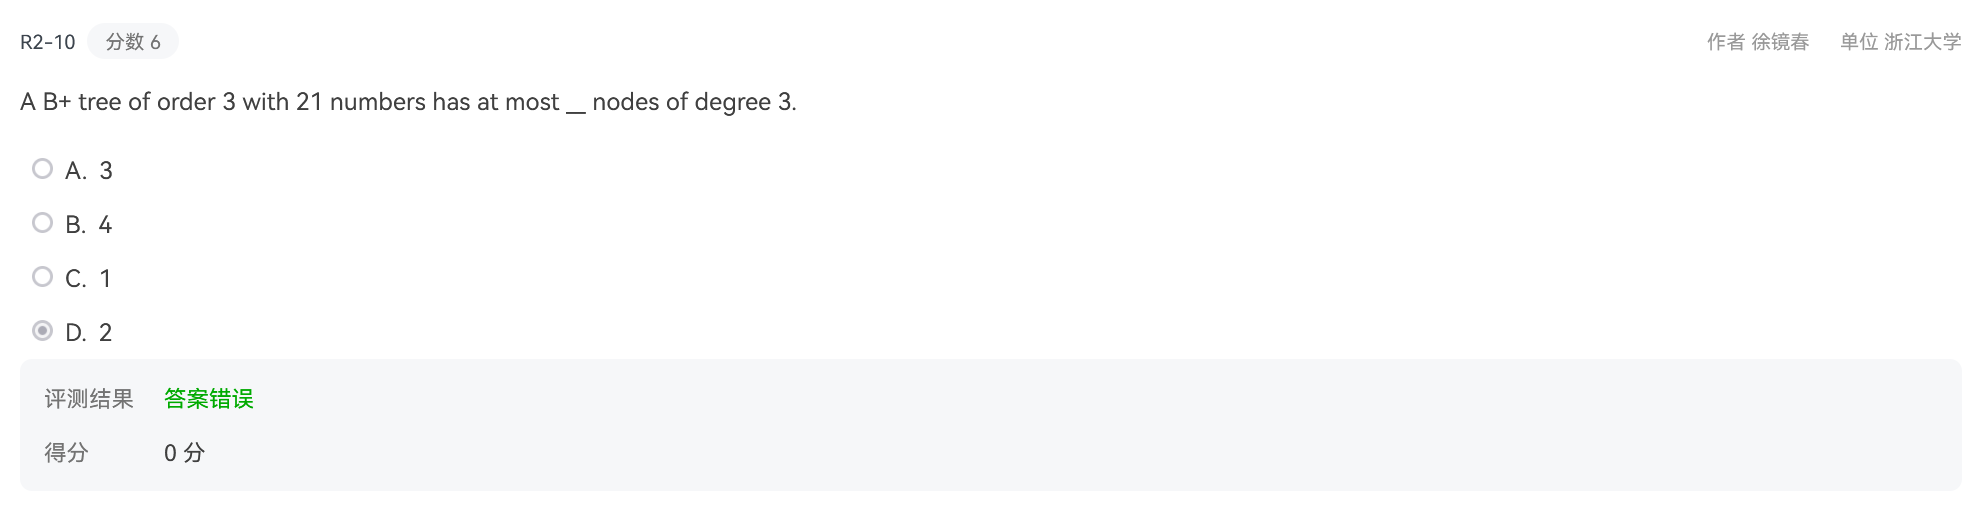 R2-10 分数 6 作者 徐镜春 单位 浙江大学
A B+ tree of order 3 with 21 numbers has at most __ nodes of degree 3.
A. 3
B. 4
C. 1
D. 2
评测结果 答案错误
得分 0 分